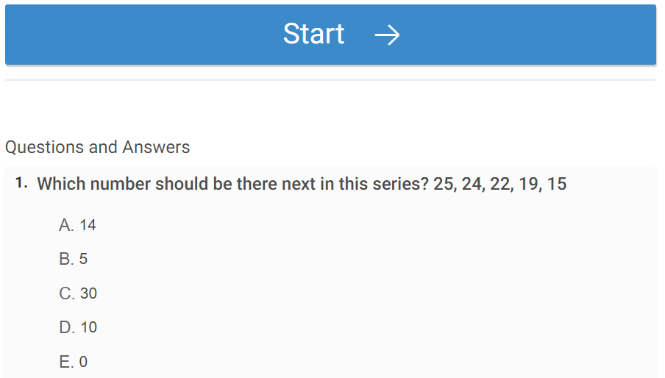 Start →
Questions and Answers
1. Which number should be there next in this series? 25, 24, 22, 19, 15
A. 14
B. 5
C. 30
D. 10
E. 0